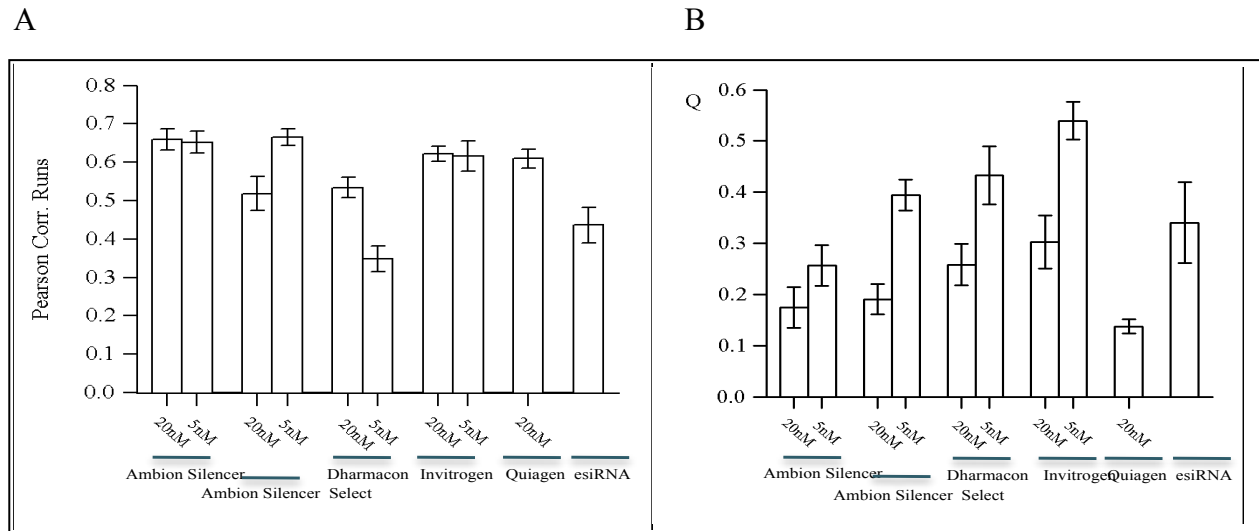 A
B
0.8
0.7
0.6
0.5
0.4
0.3
0.2
0.1
0.0
Pearson Corr. Runs
20nM 5nM 20nM 5nM 20nM 5nM 20nM 5nM 20nM
Ambion Silencer Dharmacon Invitrogen Quiagen esiRNA
Ambion Silencer Select
Q
0.6
0.5
0.4
0.3
0.2
0.1
0.0
20nM 5nM 20nM 5nM 20nM 5nM 20nM 5nM 20nM
Ambion Silencer Dharmacon Invitrogen Quiagen esiRNA
Ambion Silencer Select